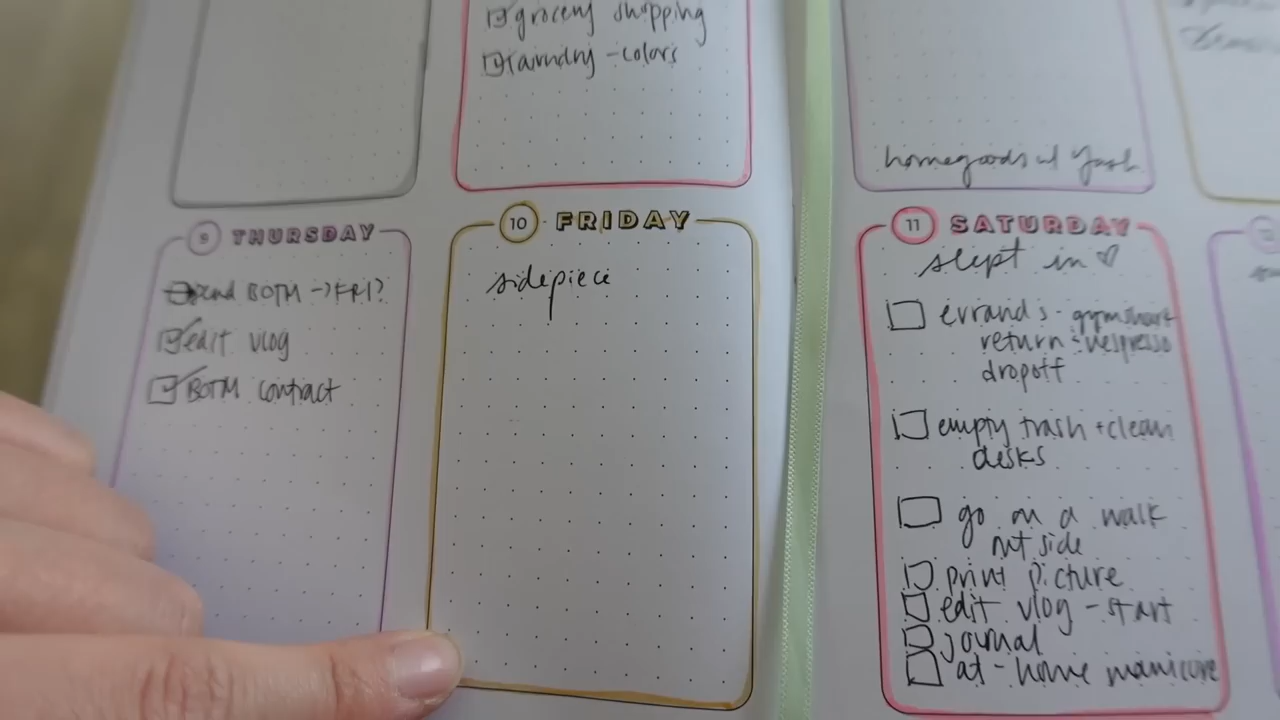 grocery shopping
laundry - colors
homegoods w/ Yash
9 THURSDAY
BOTM -> FRI?
edit vlog
BOTM contract
10 FRIDAY
sidepiece
11 SATURDAY
slept in ♡
errands - gymshark
return + nespresso
dropoff
empty trash + clean
desks
go on a walk
outside
print picture
edit vlog - start
journal
at-home manicure